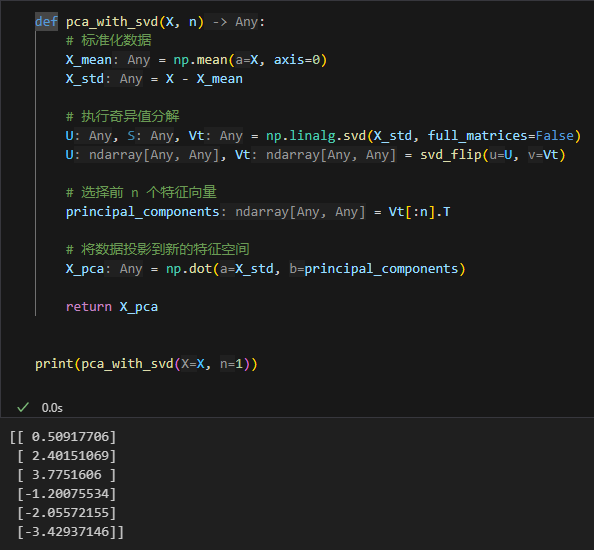 def pca_with_svd(X, n) -> Any:
# 标准化数据
X_mean: Any = np.mean(a=X, axis=0)
X_std: Any = X - X_mean
# 执行奇异值分解
U: Any, S: Any, Vt: Any = np.linalg.svd(X_std, full_matrices=False)
U: ndarray[Any, Any], Vt: ndarray[Any, Any] = svd_flip(u=U, v=Vt)
# 选择前 n 个特征向量
principal_components: ndarray[Any, Any] = Vt[:n].T
# 将数据投影到新的特征空间
X_pca: Any = np.dot(a=X_std, b=principal_components)
return X_pca
print(pca_with_svd(X=X, n=1))
0.0s
[[ 0.50917706]
[ 2.40151069]
[ 3.7751606 ]
[-1.20075534]
[-2.05572155]
[-3.42937146]]